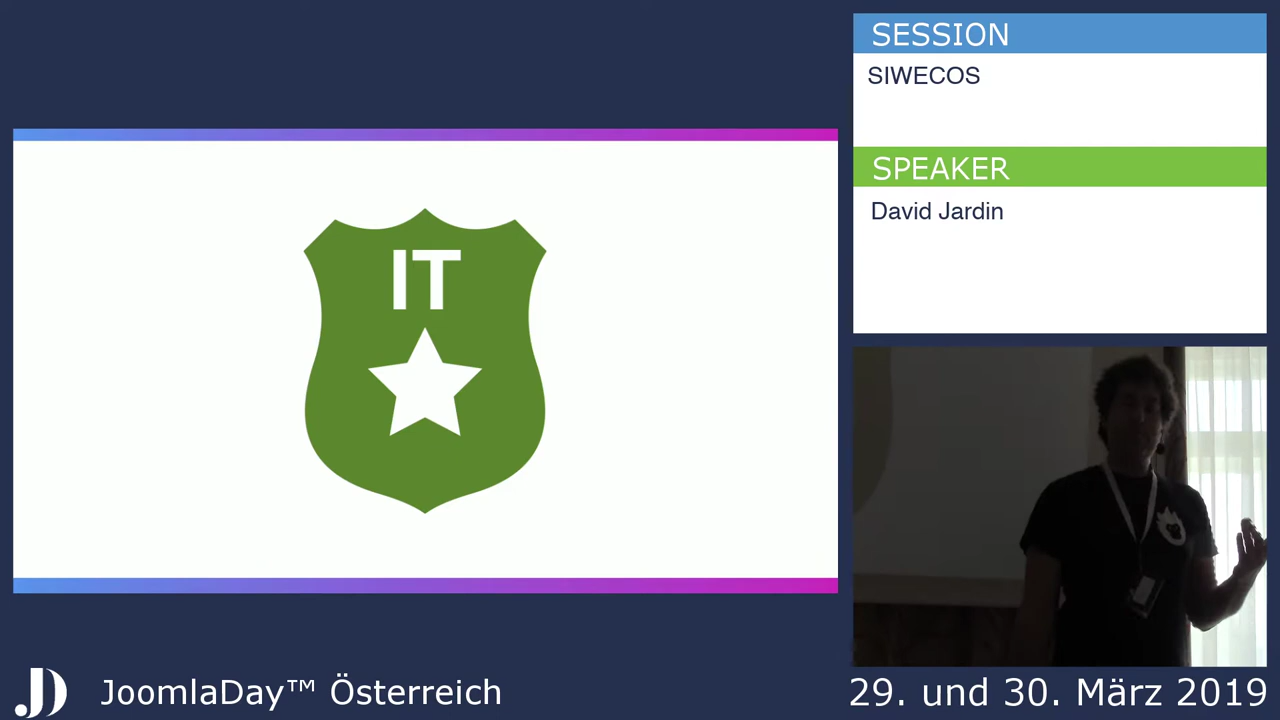 SESSION
SIWECOS
SPEAKER
David Jardin
IT
JoomlaDay™ Österreich
29. und 30. März 2019